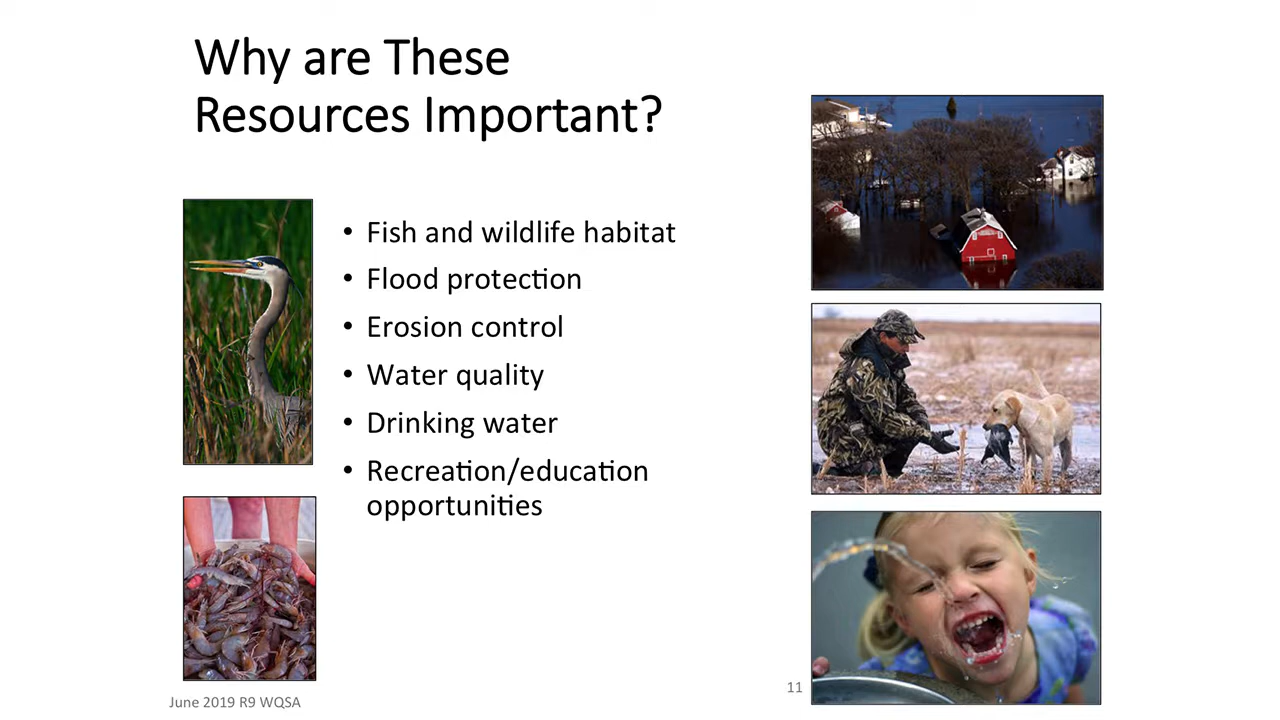 Why are These
Resources Important?
• Fish and wildlife habitat
• Flood protection
• Erosion control
• Water quality
• Drinking water
• Recreation/education
opportunities
11
June 2019 R9 WQSA